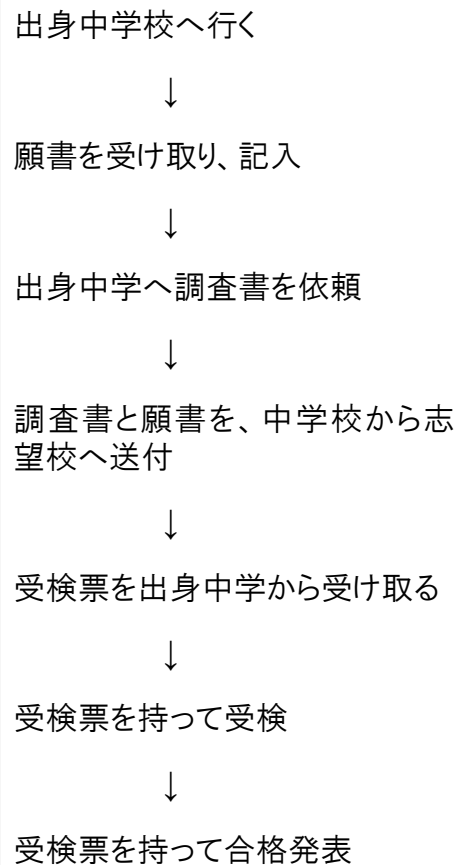 出身中学校へ行く
↓
願書を受け取り、記入
↓
出身中学へ調査書を依頼
↓
調査書と願書を、中学校から志
望校へ送付
↓
受検票を出身中学から受け取る
↓
受検票を持って受検
↓
受検票を持って合格発表